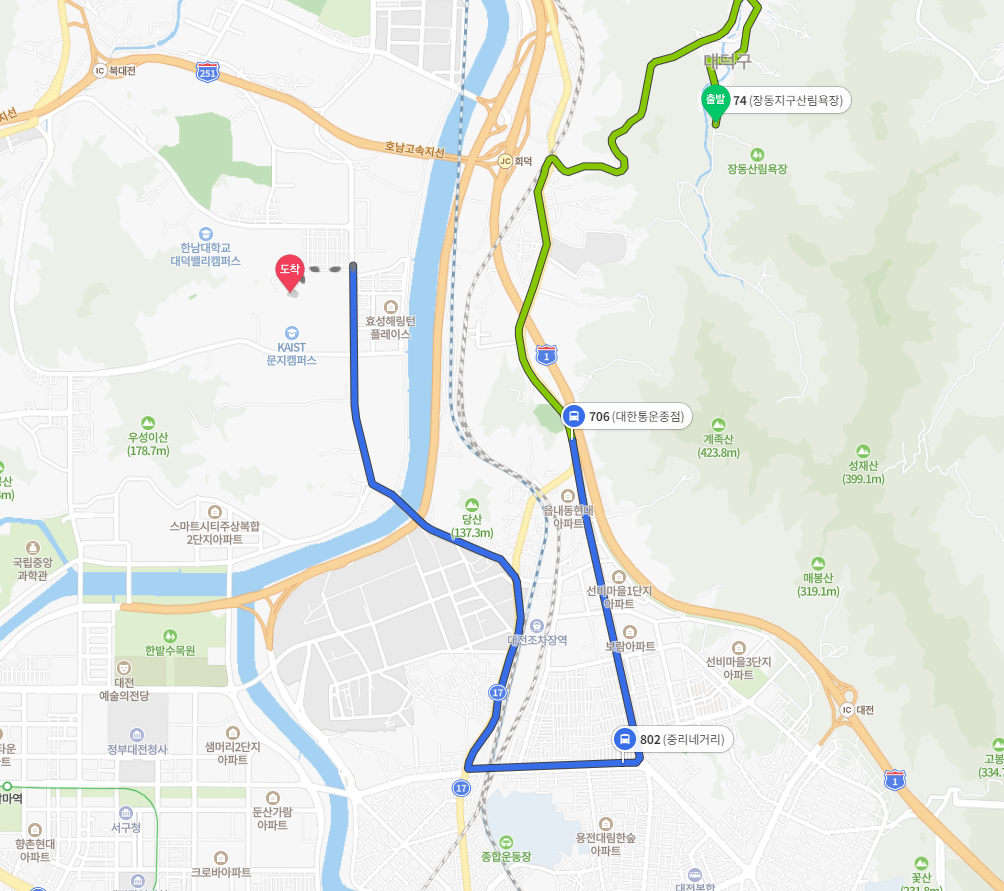 대덕구
IC 북대전
251
출발 74 (장동지구산림욕장)
호남고속지선
JC 회덕
장동산림욕장
한남대학교
대덕밸리캠퍼스
도착
효성해링턴
플레이스
KAIST
문지캠퍼스
1
706 (대한통운종점)
우성이산
(178.7m)
계족산
(423.8m)
성재산
(399.1m)
당산
(137.3m)
읍내동현대
아파트
스마트시티주상복합
2단지아파트
국립중앙
과학관
매봉산
(319.1m)
선비마을1단지
아파트
대전조차장역
보람아파트
한밭수목원
선비마을3단지
아파트
대전
예술의전당
17
IC 대전
정부대전청사
샘머리2단지
아파트
802 (중리네거리)
17
1
둔산가람
아파트
서구청
향촌현대
아파트
크로바아파트
종합운동장
용전대림한숲
아파트
꽃산
(231.8m)
대전복합